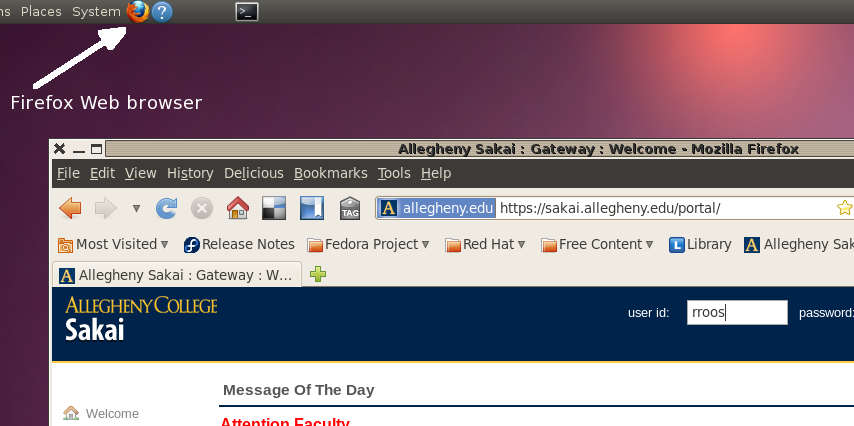 ns Places System
Firefox Web browser
Allegheny Sakai : Gateway : Welcome - Mozilla Firefox
File Edit View History Delicious Bookmarks Tools Help
TAG allegheny.edu https://sakai.allegheny.edu/portal/
Most Visited Release Notes Fedora Project Red Hat Free Content L Library A Allegheny Sak
A Allegheny Sakai : Gateway : W...
ALLEGHENY COLLEGE
Sakai
user id: rroos password:
Message Of The Day
Welcome
Attention Faculty